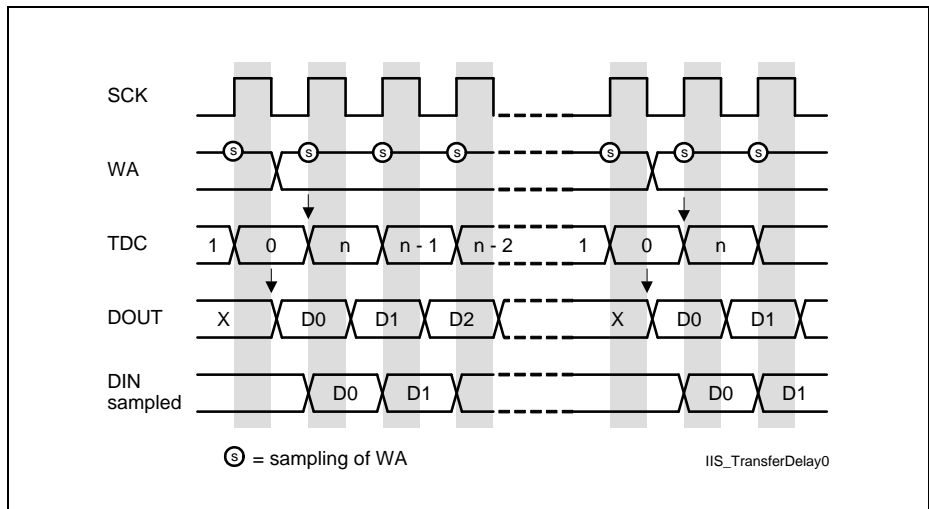 SCK
S S S S S S S
WA
TDC 1 0 n n - 1 n - 2 1 0 n
DOUT X D0 D1 D2 X D0 D1
DIN
sampled D0 D1 D0 D1
S = sampling of WA
IIS_TransferDelay0